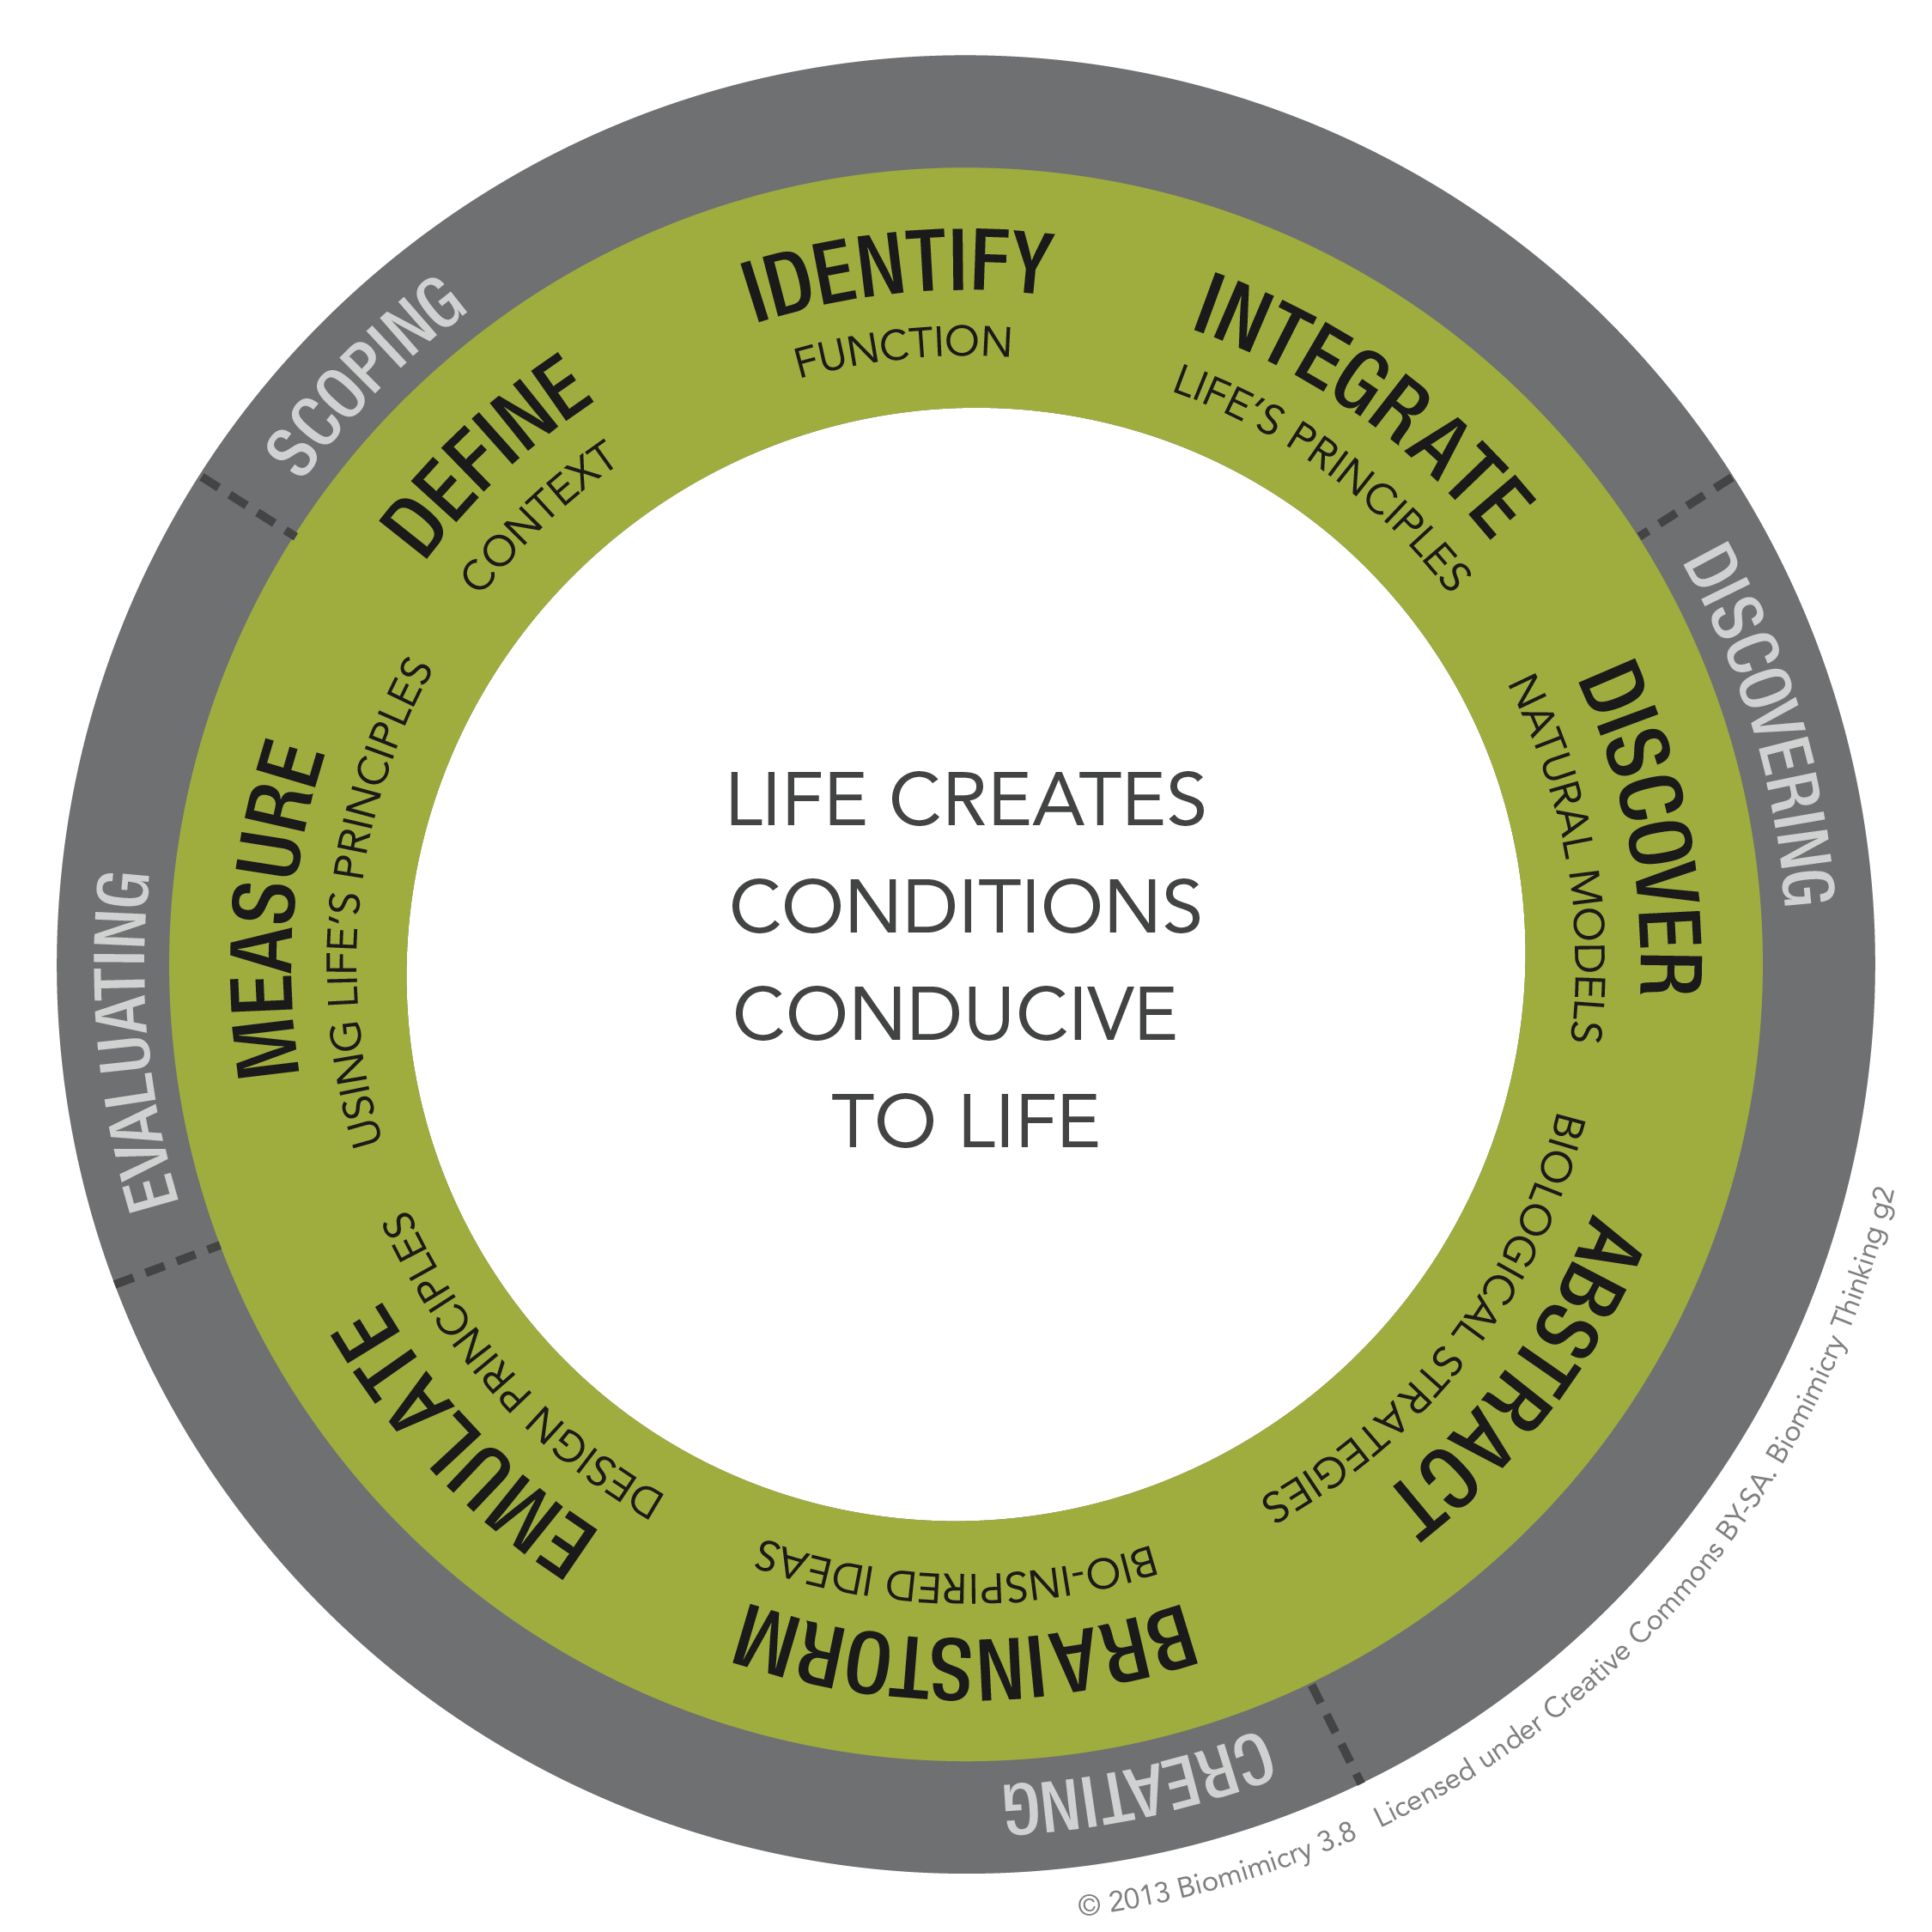 SCOPING
DEFINE
CONTEXT
IDENTIFY
FUNCTION
INTEGRATE
LIFE'S PRINCIPLES
DISCOVERING
DISCOVER
NATURAL MODELS
ABSTRACT
BIOLOGICAL STRATEGIES
CREATING
BRAINSTORM
BIO-INSPIRED IDEAS
EMULATE
DESIGN PRINCIPLES
EVALUATING
MEASURE
USING LIFE'S PRINCIPLES
LIFE CREATES
CONDITIONS
CONDUCIVE
TO LIFE
© 2013 Biomimicry 3.8 Licensed under Creative Commons BY-SA. Biomimicry Thinking g2